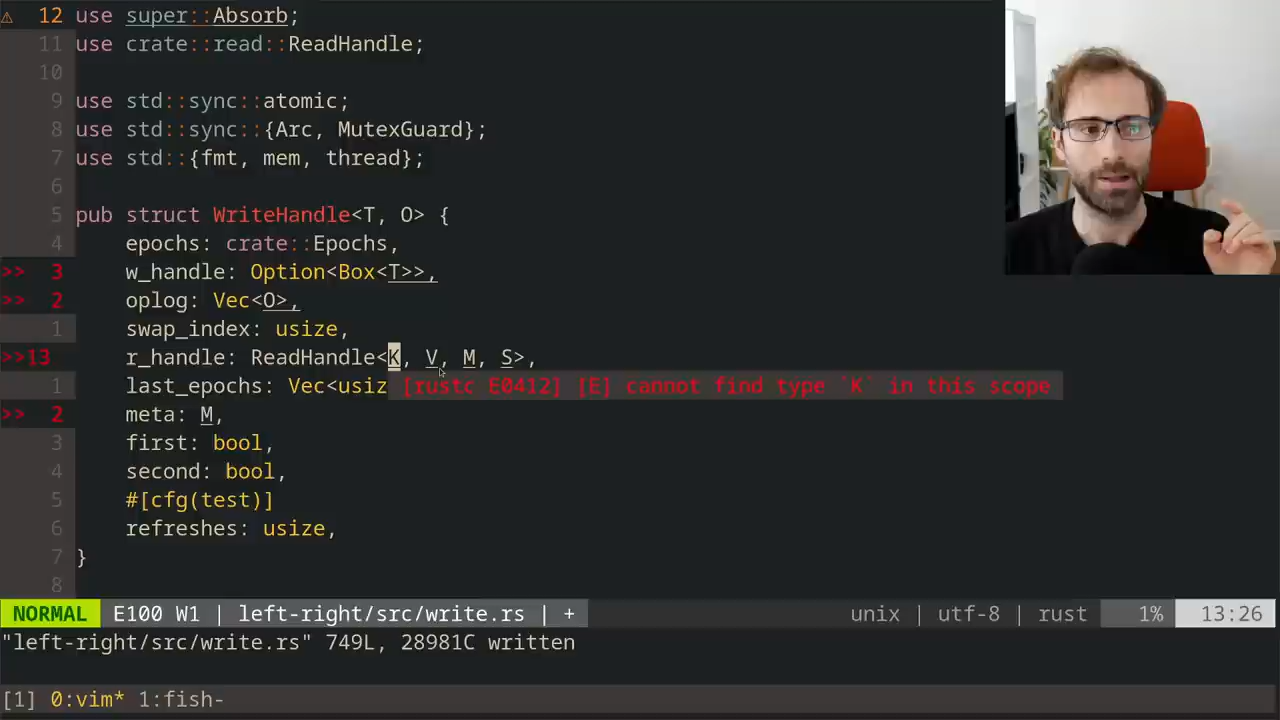 ⚠ 12 use super::Absorb;
11 use crate::read::ReadHandle;
10
9 use std::sync::atomic;
8 use std::sync::{Arc, MutexGuard};
7 use std::{fmt, mem, thread};
6
5 pub struct WriteHandle<T, O> {
4 epochs: crate::Epochs,
>> 3 w_handle: Option<Box<T>>,
>> 2 oplog: Vec<O>,
1 swap_index: usize,
>>13 r_handle: ReadHandle<K, V, M, S>,
1 last_epochs: Vec<usiz [rustc E0412] [E] cannot find type `K` in this scope
>> 2 meta: M,
3 first: bool,
4 second: bool,
5 #[cfg(test)]
6 refreshes: usize,
7 }
8
NORMAL E100 W1 | left-right/src/write.rs | + unix | utf-8 | rust 1% 13:26
"left-right/src/write.rs" 749L, 28981C written
[1] 0:vim* 1:fish-